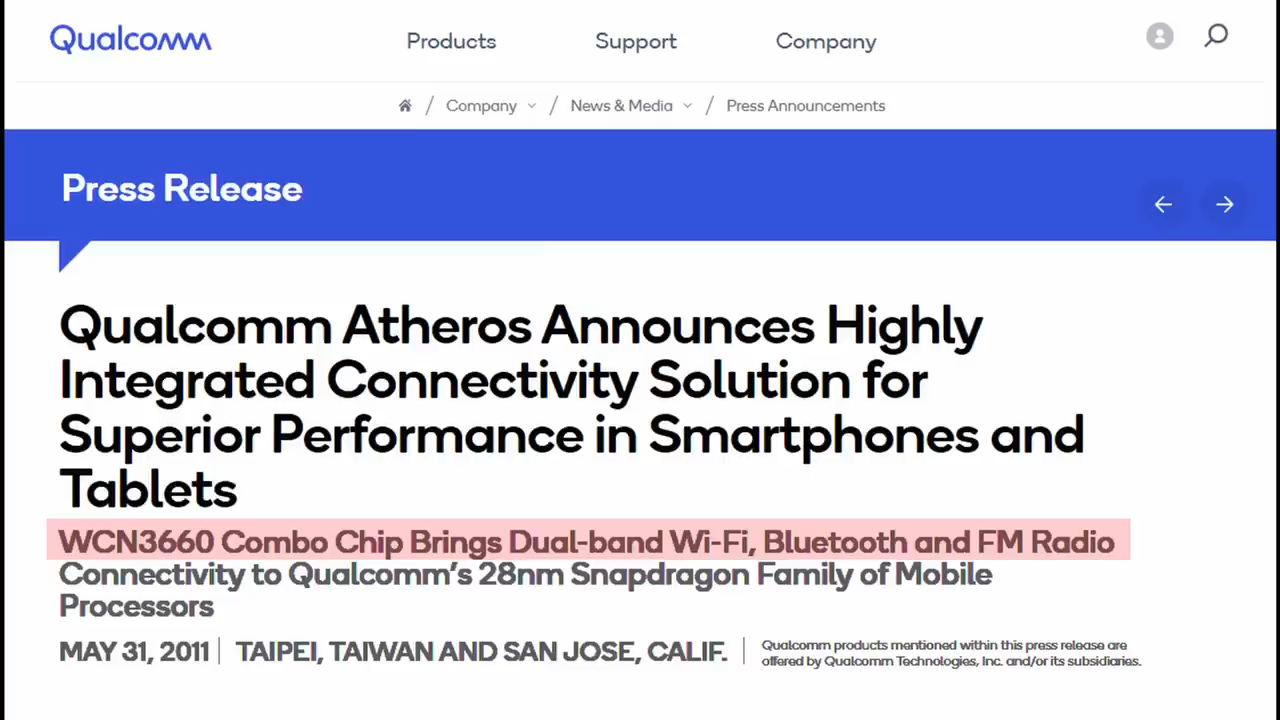 Qualcomm
Products
Support
Company
/ Company / News & Media / Press Announcements
Press Release
Qualcomm Atheros Announces Highly
Integrated Connectivity Solution for
Superior Performance in Smartphones and
Tablets
WCN3660 Combo Chip Brings Dual-band Wi-Fi, Bluetooth and FM Radio
Connectivity to Qualcomm's 28nm Snapdragon Family of Mobile
Processors
MAY 31, 2011 | TAIPEI, TAIWAN AND SAN JOSE, CALIF.
Qualcomm products mentioned within this press release are
offered by Qualcomm Technologies, Inc. and/or its subsidiaries.